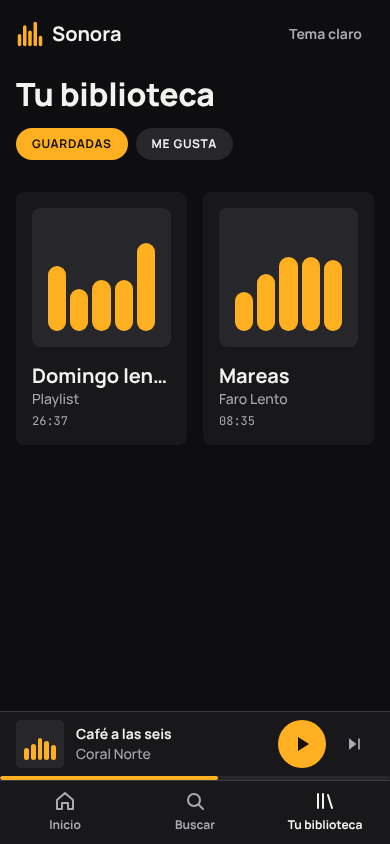 Sonora
Tema claro
Tu biblioteca
GUARDADAS
ME GUSTA
Domingo len…
Playlist
26:37
Mareas
Faro Lento
08:35
Café a las seis
Coral Norte
Inicio
Buscar
Tu biblioteca